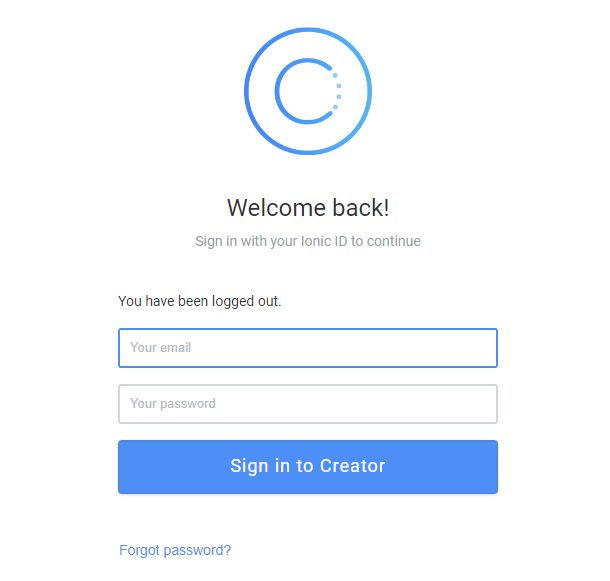 Welcome back!
Sign in with your Ionic ID to continue
You have been logged out.
Your email
Your password
Sign in to Creator
Forgot password?